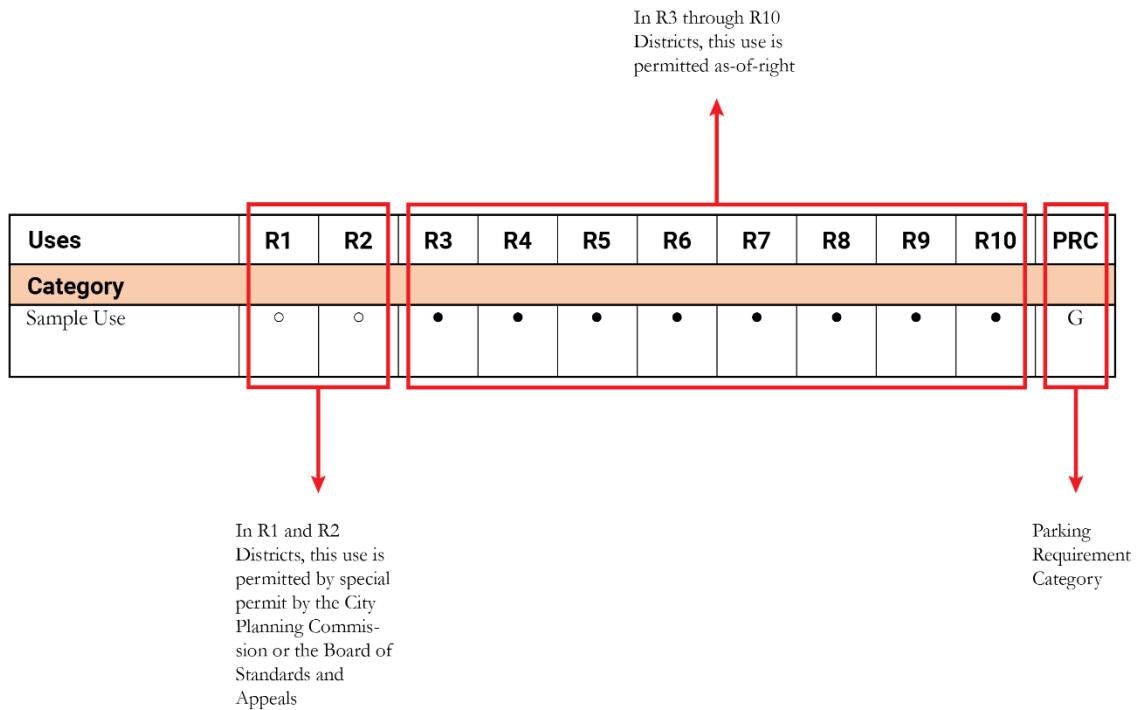 In R3 through R10
Districts, this use is
permitted as-of-right
Uses R1 R2 R3 R4 R5 R6 R7 R8 R9 R10 PRC
Category
Sample Use ○ ○ ● ● ● ● ● ● ● ● G
In R1 and R2
Districts, this use is
permitted by special
permit by the City
Planning Commis-
sion or the Board of
Standards and
Appeals
Parking
Requirement
Category